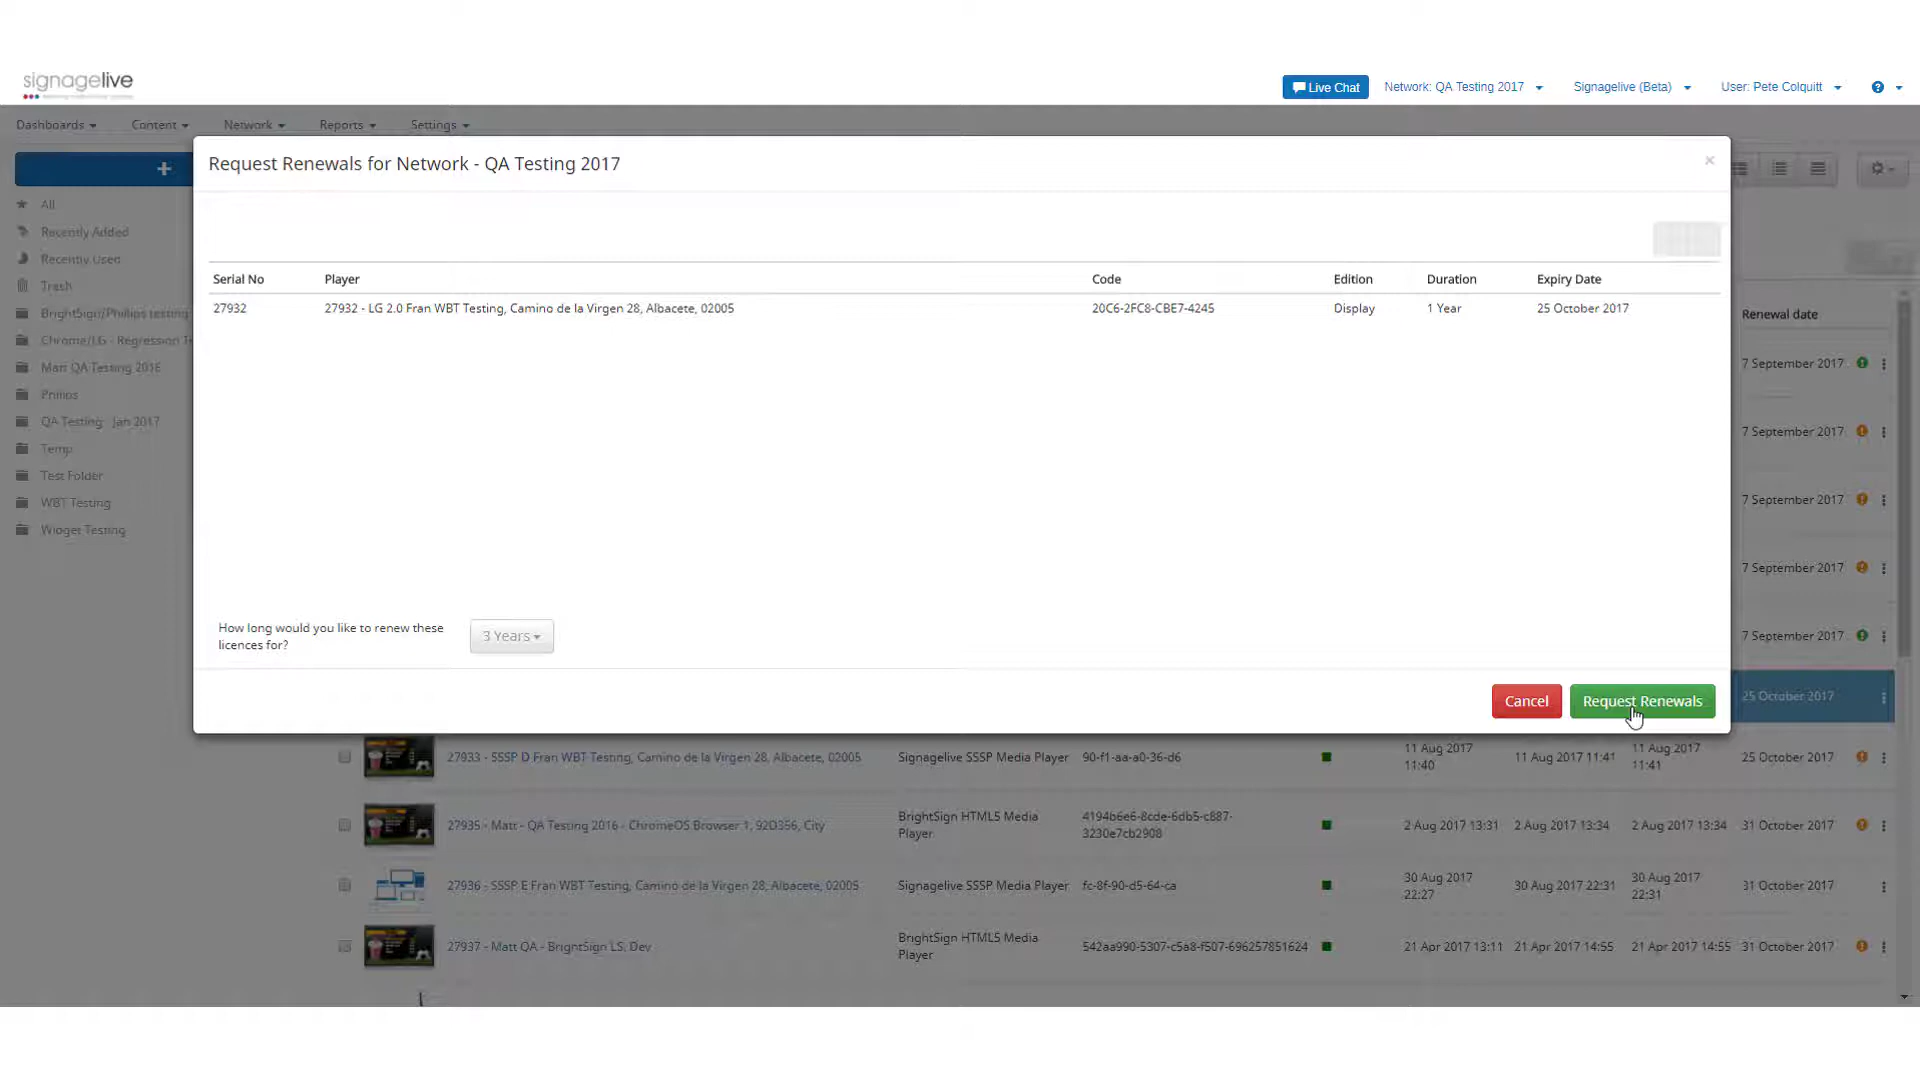 signagelive
Live Chat
Network: QA Testing 2017
Signagelive (Beta)
User: Pete Colquitt
Dashboards
Content
Network
Reports
Settings
Request Renewals for Network - QA Testing 2017
×
All
Recently Added
Recently Used
Trash
BrightSign/Phillips testing
Chrome/LG - Regression
Matt QA Testing 2016
Philips
QA Testing - Jan 2017
Temp
Test Folder
WBT Testing
Widget Testing
Serial No Player Code Edition Duration Expiry Date
27932 27932 - LG 2.0 Fran WBT Testing, Camino de la Virgen 28, Albacete, 02005 20C6-2FC8-CBE7-4245 Display 1 Year 25 October 2017
How long would you like to renew these
licences for?
3 Years
Cancel
Request Renewals
Renewal date
7 September 2017
7 September 2017
7 September 2017
7 September 2017
7 September 2017
25 October 2017
27933 - SSSP D Fran WBT Testing, Camino de la Virgen 28, Albacete, 02005 Signagelive SSSP Media Player 90-f1-aa-a0-36-d6 11 Aug 2017 11:40 11 Aug 2017 11:41 11 Aug 2017 11:41 25 October 2017
27935 - Matt - QA Testing 2016 - ChromeOS Browser 1, 92D356, City BrightSign HTML5 Media Player 4194b6e6-8cde-6db5-c887-3230e7cb2908 2 Aug 2017 13:31 2 Aug 2017 13:34 2 Aug 2017 13:34 31 October 2017
27936 - SSSP E Fran WBT Testing, Camino de la Virgen 28, Albacete, 02005 Signagelive SSSP Media Player fc-8f-90-d5-64-ca 30 Aug 2017 22:27 30 Aug 2017 22:31 30 Aug 2017 22:31 31 October 2017
27937 - Matt QA - BrightSign LS, Dev BrightSign HTML5 Media Player 542aa990-5307-c5a8-f507-696257851624 21 Apr 2017 13:11 21 Apr 2017 14:55 21 Apr 2017 14:55 31 October 2017